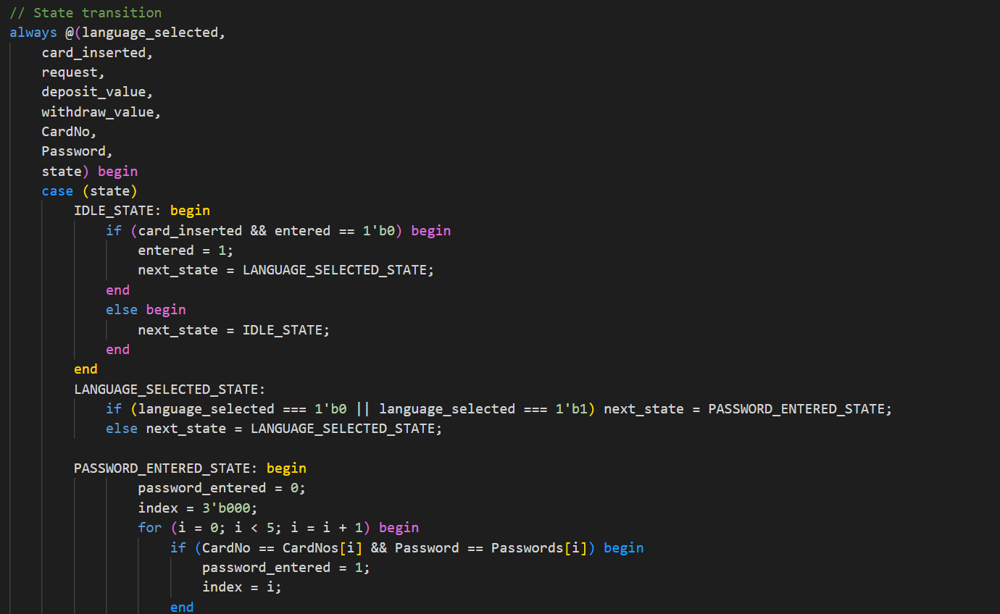 // State transition
always @(language_selected,
    card_inserted,
    request,
    deposit_value,
    withdraw_value,
    CardNo,
    Password,
    state) begin
    case (state)
        IDLE_STATE: begin
            if (card_inserted && entered == 1'b0) begin
                entered = 1;
                next_state = LANGUAGE_SELECTED_STATE;
            end
            else begin
                next_state = IDLE_STATE;
            end
        end
        LANGUAGE_SELECTED_STATE:
            if (language_selected === 1'b0 || language_selected === 1'b1) next_state = PASSWORD_ENTERED_STATE;
            else next_state = LANGUAGE_SELECTED_STATE;

        PASSWORD_ENTERED_STATE: begin
                password_entered = 0;
                index = 3'b000;
                for (i = 0; i < 5; i = i + 1) begin
                    if (CardNo == CardNos[i] && Password == Passwords[i]) begin
                        password_entered = 1;
                        index = i;
                    end